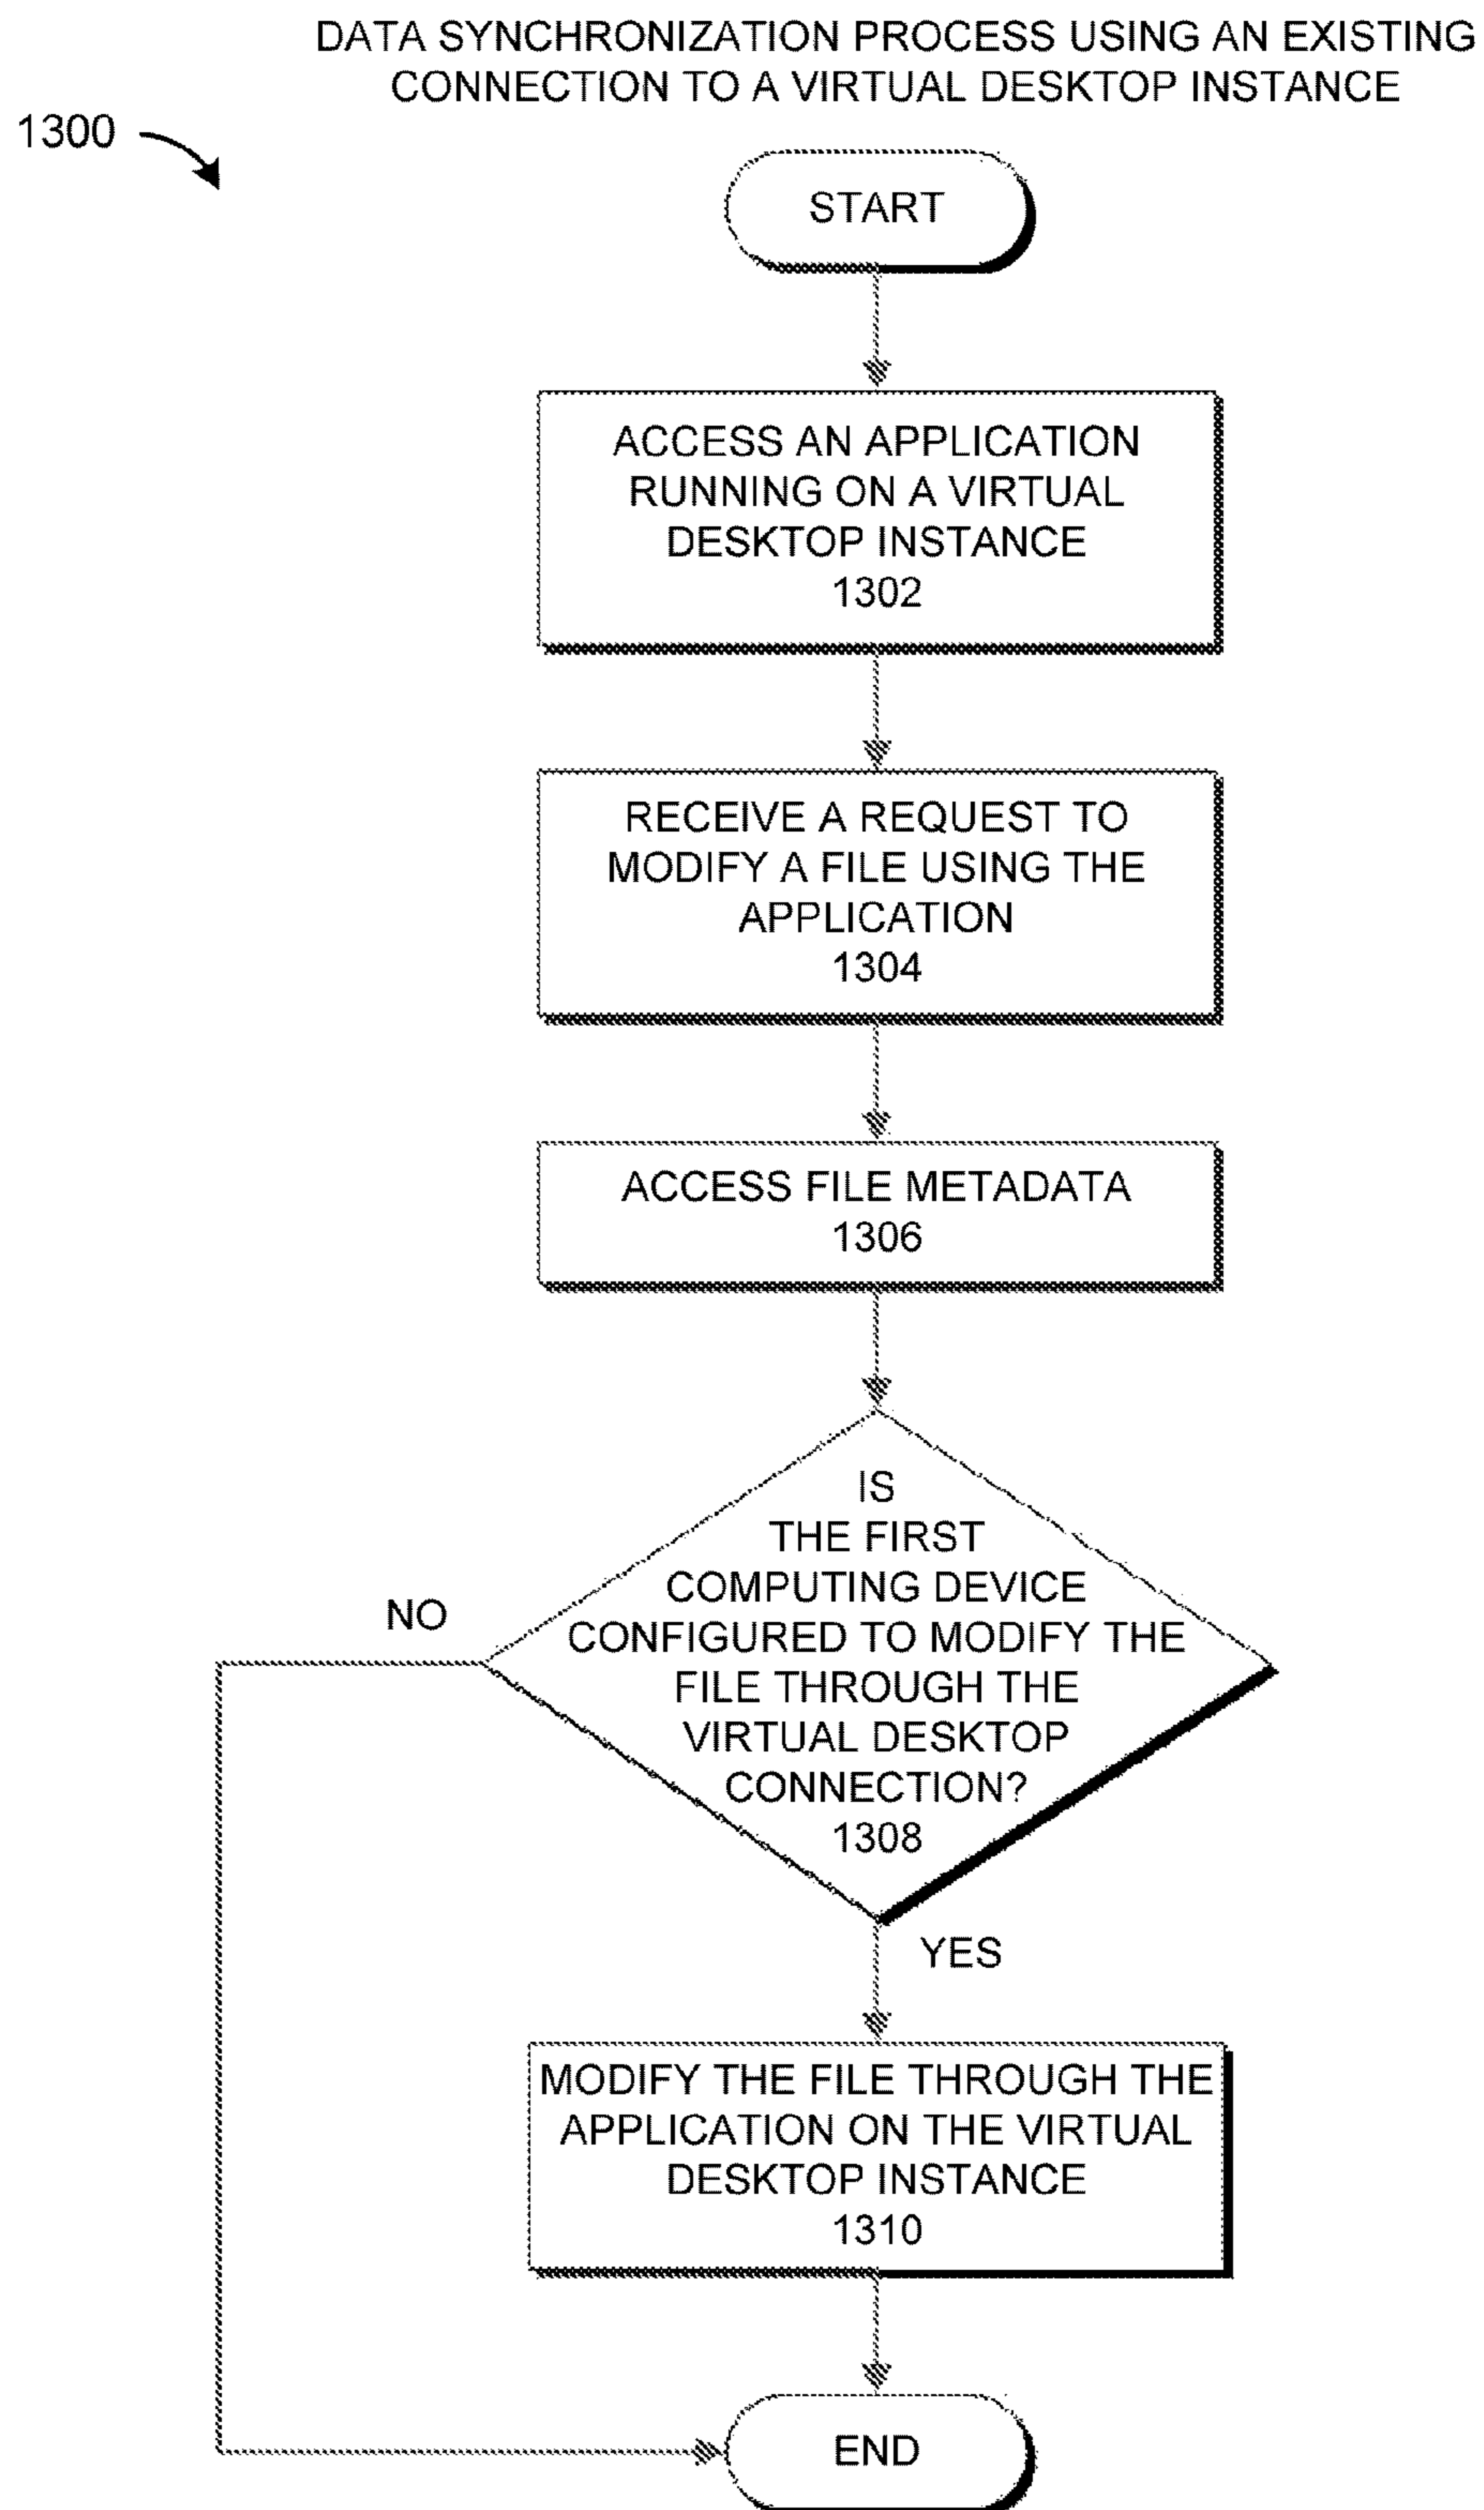 DATA SYNCHRONIZATION PROCESS USING AN EXISTING
CONNECTION TO A VIRTUAL DESKTOP INSTANCE
1300
START
ACCESS AN APPLICATION
RUNNING ON A VIRTUAL
DESKTOP INSTANCE
1302
RECEIVE A REQUEST TO
MODIFY A FILE USING THE
APPLICATION
1304
ACCESS FILE METADATA
1306
IS
THE FIRST
COMPUTING DEVICE
CONFIGURED TO MODIFY THE
FILE THROUGH THE
VIRTUAL DESKTOP
CONNECTION?
1308
NO
YES
MODIFY THE FILE THROUGH THE
APPLICATION ON THE VIRTUAL
DESKTOP INSTANCE
1310
END